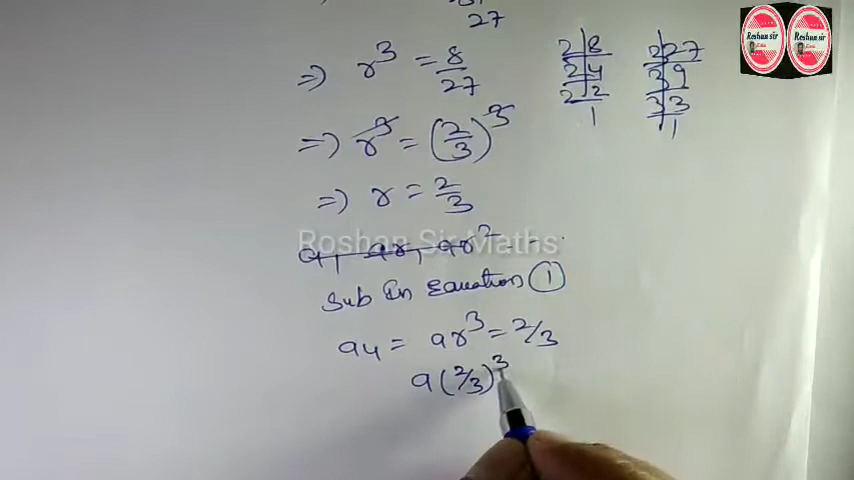 27
⇒ r³ = 8/27
2 | 8
2 | 4
2 | 2
1
3 | 27
3 | 9
3 | 3
1
⇒ r³ = (2/3)³
⇒ r = 2/3
a, ar, ar² - - .
Sub in Equation ①
a₄ = ar³ = 2/3
a(2/3)³
Roshan Sir Maths
Roshan sir
Roshan sir